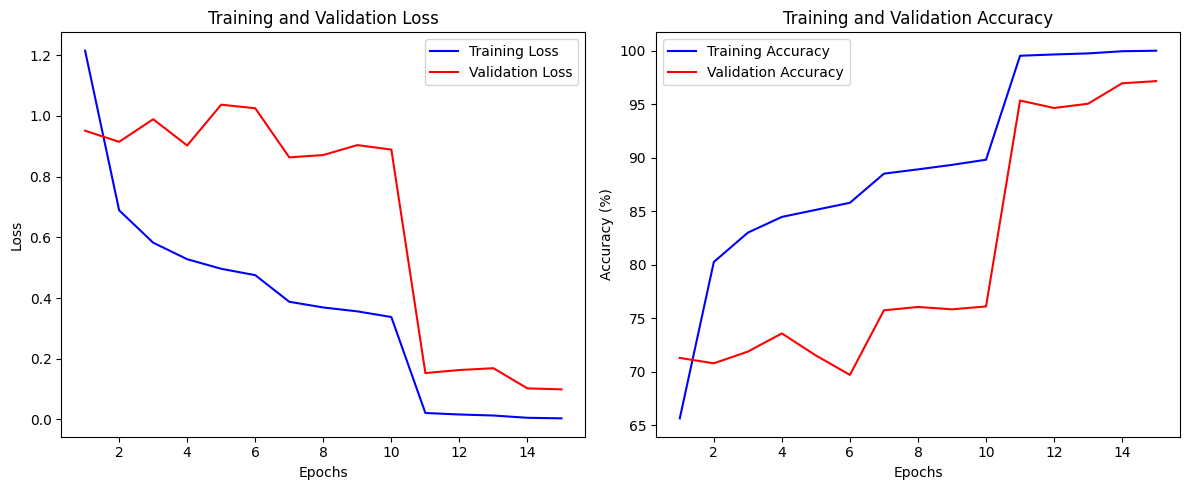 Training and Validation Loss
Training Loss
Validation Loss
1.2
1.0
0.8
0.6
0.4
0.2
0.0
Loss
2 4 6 8 10 12 14
Epochs
Training and Validation Accuracy
Training Accuracy
Validation Accuracy
100
95
90
85
80
75
70
65
Accuracy (%)
2 4 6 8 10 12 14
Epochs